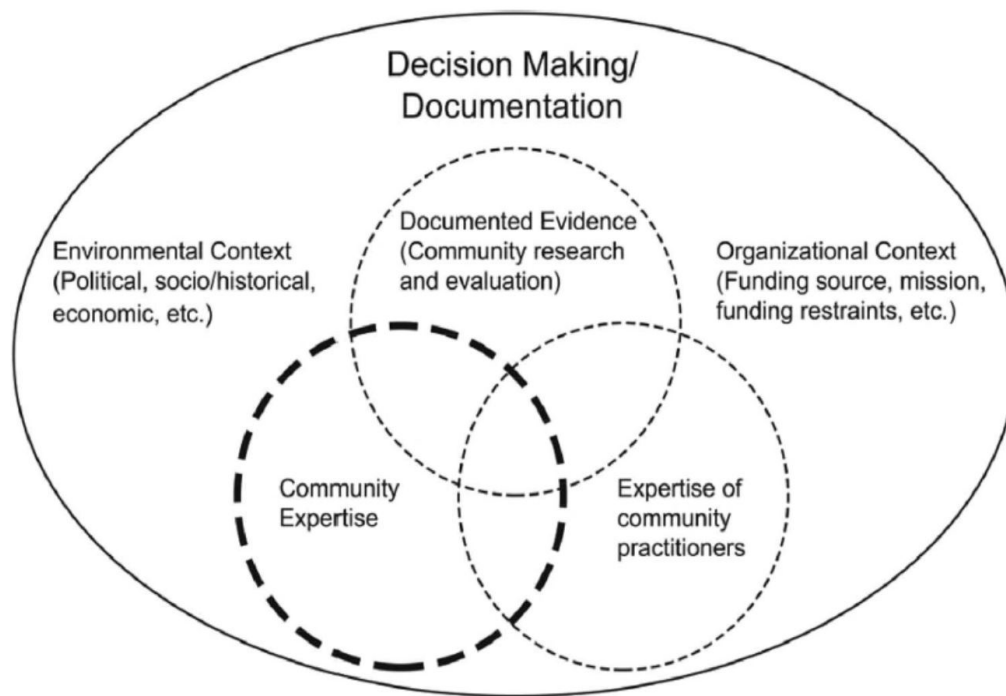 Decision Making/
Documentation
Documented Evidence
(Community research
and evaluation)
Environmental Context
(Political, socio/historical,
economic, etc.)
Organizational Context
(Funding source, mission,
funding restraints, etc.)
Community
Expertise
Expertise of
community
practitioners